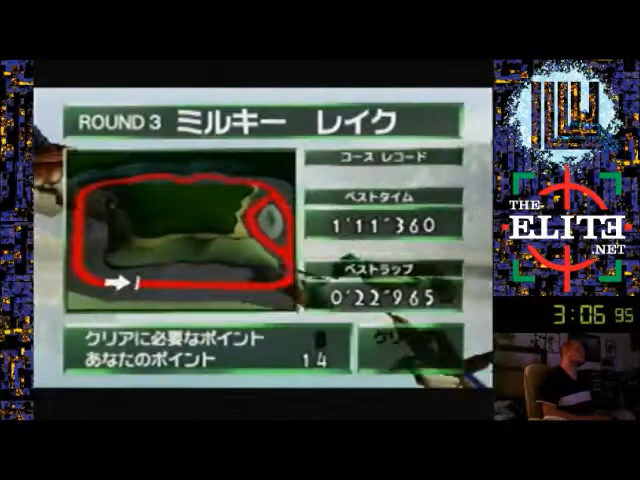 ROUND 3 ミルキー レイク
コース レコード
ベストタイム
1'11"360
ベストラップ
0'22"965
クリアに必要なポイント
あなたのポイント 14
THE-
ELITE
.NET
3:06 95